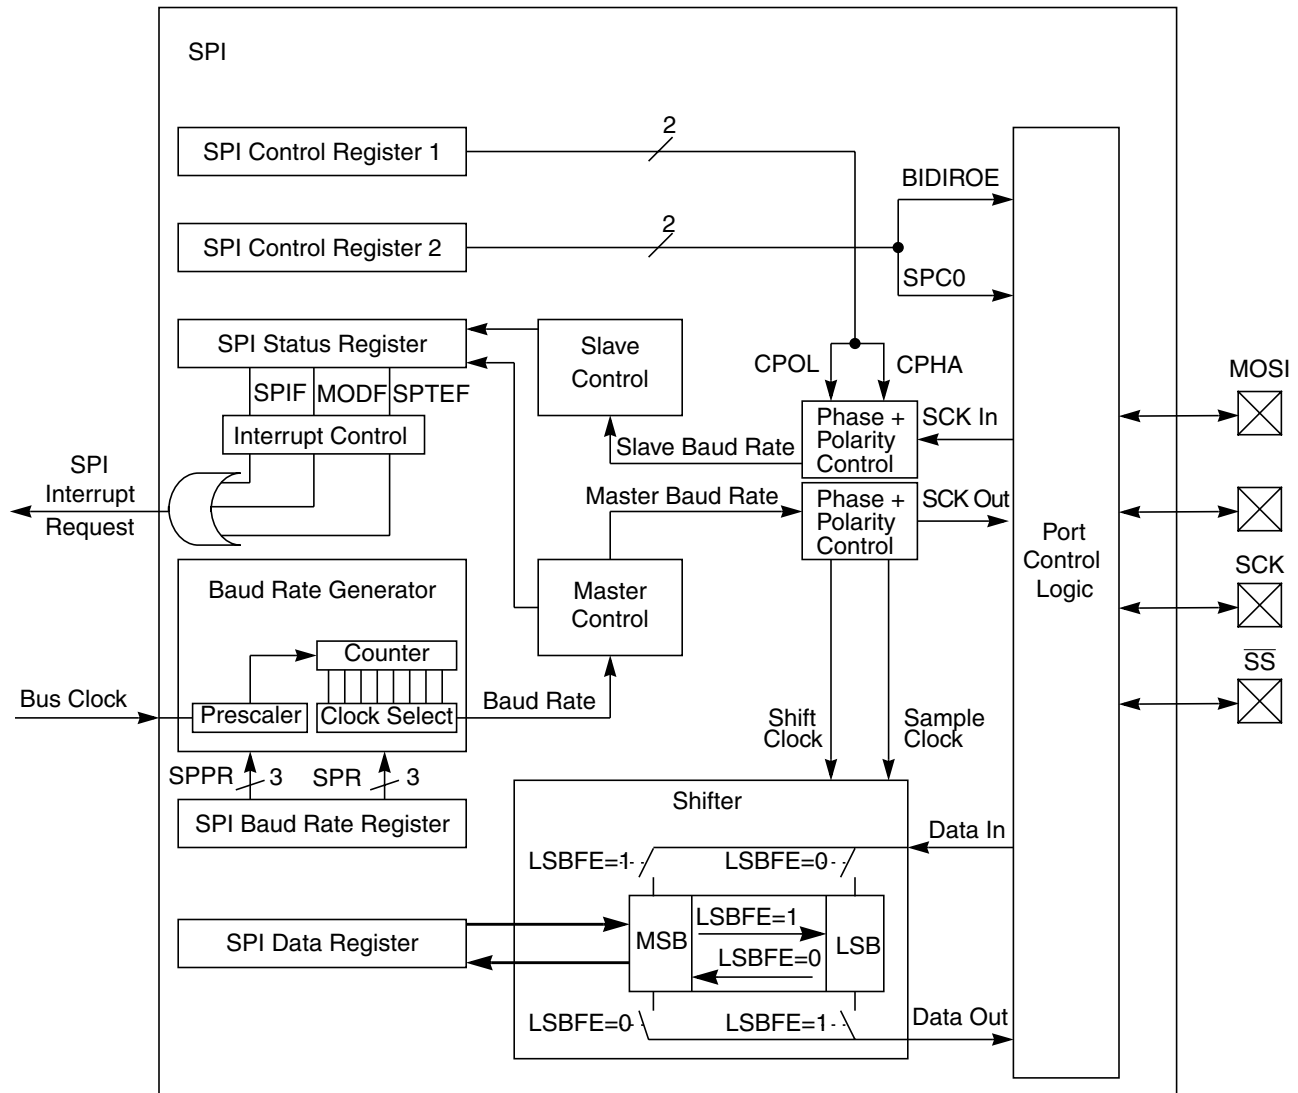 SPI
SPI Control Register 1
2
BIDIROE
SPI Control Register 2
2
SPC0
SPI Status Register
Slave
Control
CPOL
CPHA
MOSI
SPIF
MODF
SPTEF
Interrupt Control
Phase +
Polarity
Control
SCK In
Slave Baud Rate
SPI
Interrupt
Request
Master Baud Rate
Phase +
Polarity
Control
SCK Out
Port
Control
Logic
SCK
Baud Rate Generator
Master
Control
Counter
S̅S̅
Bus Clock
Prescaler
Clock Select
Baud Rate
Shift
Clock
Sample
Clock
SPPR
3
SPR
3
SPI Baud Rate Register
Shifter
Data In
LSBFE=1
LSBFE=0
SPI Data Register
MSB
LSBFE=1
LSBFE=0
LSB
LSBFE=0
LSBFE=1
Data Out